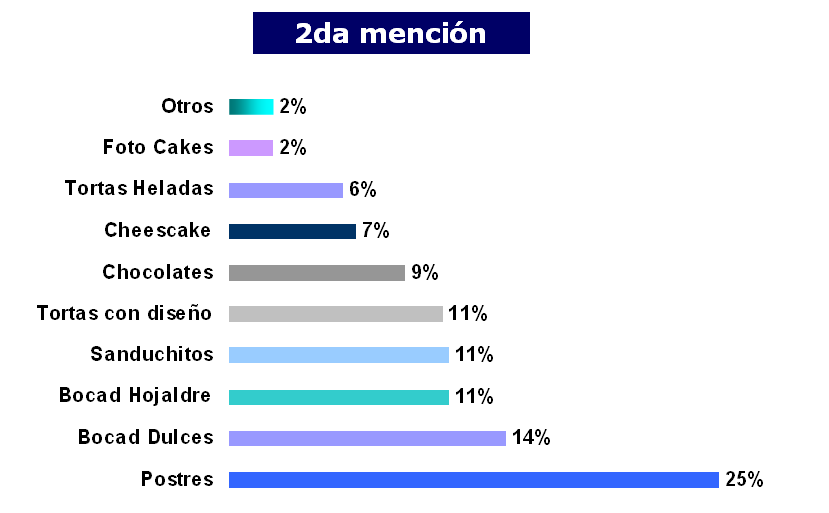 2da mención
Otros 2%
Foto Cakes 2%
Tortas Heladas 6%
Cheescake 7%
Chocolates 9%
Tortas con diseño 11%
Sanduchitos 11%
Bocad Hojaldre 11%
Bocad Dulces 14%
Postres 25%